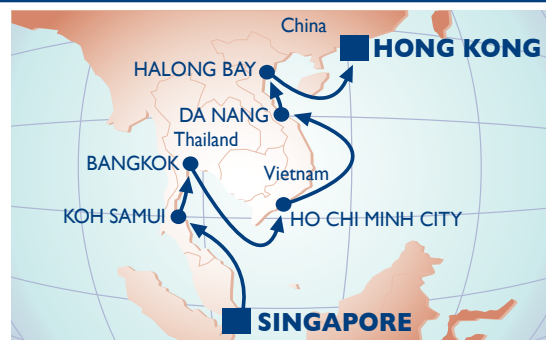 China
HONG KONG
HALONG BAY
DA NANG
Thailand
BANGKOK
Vietnam
KOH SAMUI
HO CHI MINH CITY
SINGAPORE